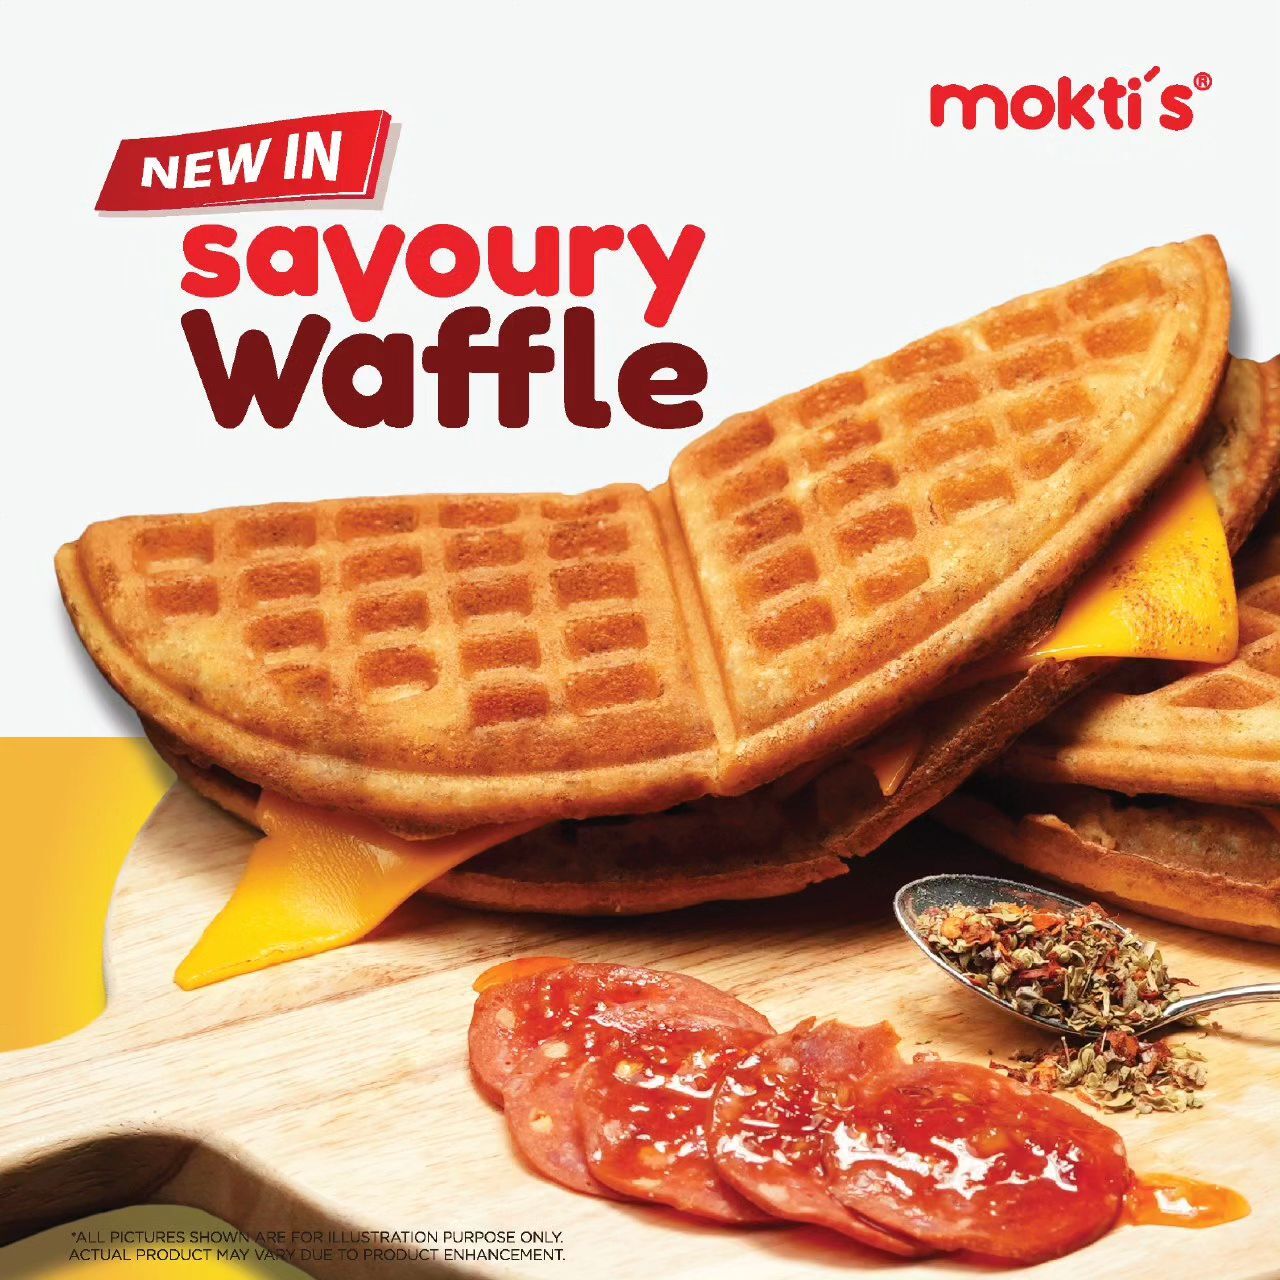 mokti's®
NEW IN
savoury
Waffle
*ALL PICTURES SHOWN ARE FOR ILLUSTRATION PURPOSE ONLY.
ACTUAL PRODUCT MAY VARY DUE TO PRODUCT ENHANCEMENT.